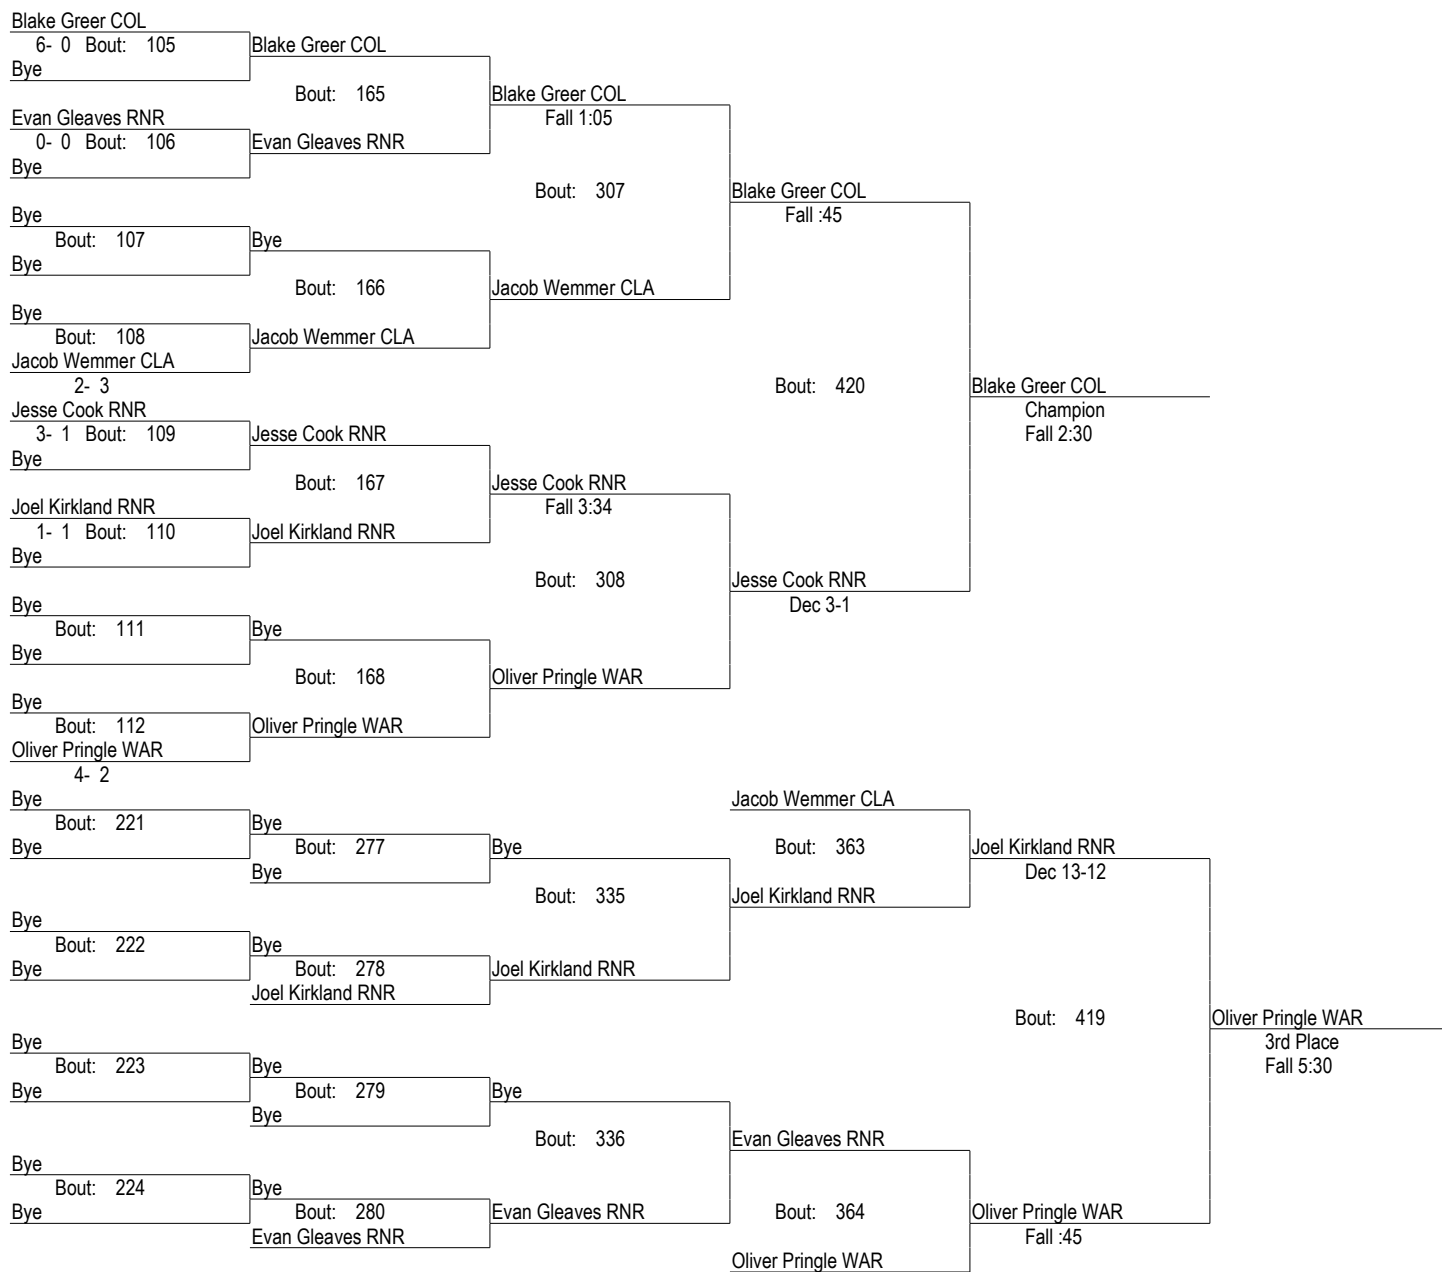 Blake Greer COL
6- 0 Bout: 105 Blake Greer COL
Bye
Bout: 165 Blake Greer COL
Evan Gleaves RNR Fall 1:05
0- 0 Bout: 106 Evan Gleaves RNR
Bye
Bout: 307 Blake Greer COL
Bye Fall :45
Bout: 107 Bye
Bye
Bout: 166 Jacob Wemmer CLA
Bye
Bout: 108 Jacob Wemmer CLA
Jacob Wemmer CLA
2- 3 Bout: 420 Blake Greer COL
Jesse Cook RNR Champion
3- 1 Bout: 109 Jesse Cook RNR Fall 2:30
Bye
Bout: 167 Jesse Cook RNR
Joel Kirkland RNR Fall 3:34
1- 1 Bout: 110 Joel Kirkland RNR
Bye
Bout: 308 Jesse Cook RNR
Bye Dec 3-1
Bout: 111 Bye
Bye
Bout: 168 Oliver Pringle WAR
Bye
Bout: 112 Oliver Pringle WAR
Oliver Pringle WAR
4- 2
Bye Jacob Wemmer CLA
Bout: 221 Bye
Bye Bout: 277 Bye Bout: 363 Joel Kirkland RNR
Bye Dec 13-12
Bout: 335 Joel Kirkland RNR
Bye
Bout: 222 Bye
Bye Bout: 278 Joel Kirkland RNR
Joel Kirkland RNR
Bout: 419 Oliver Pringle WAR
Bye 3rd Place
Bout: 223 Bye Fall 5:30
Bye Bout: 279 Bye
Bye
Bout: 336 Evan Gleaves RNR
Bye
Bout: 224 Bye
Bye Bout: 280 Evan Gleaves RNR Bout: 364 Oliver Pringle WAR
Evan Gleaves RNR Fall :45
Oliver Pringle WAR